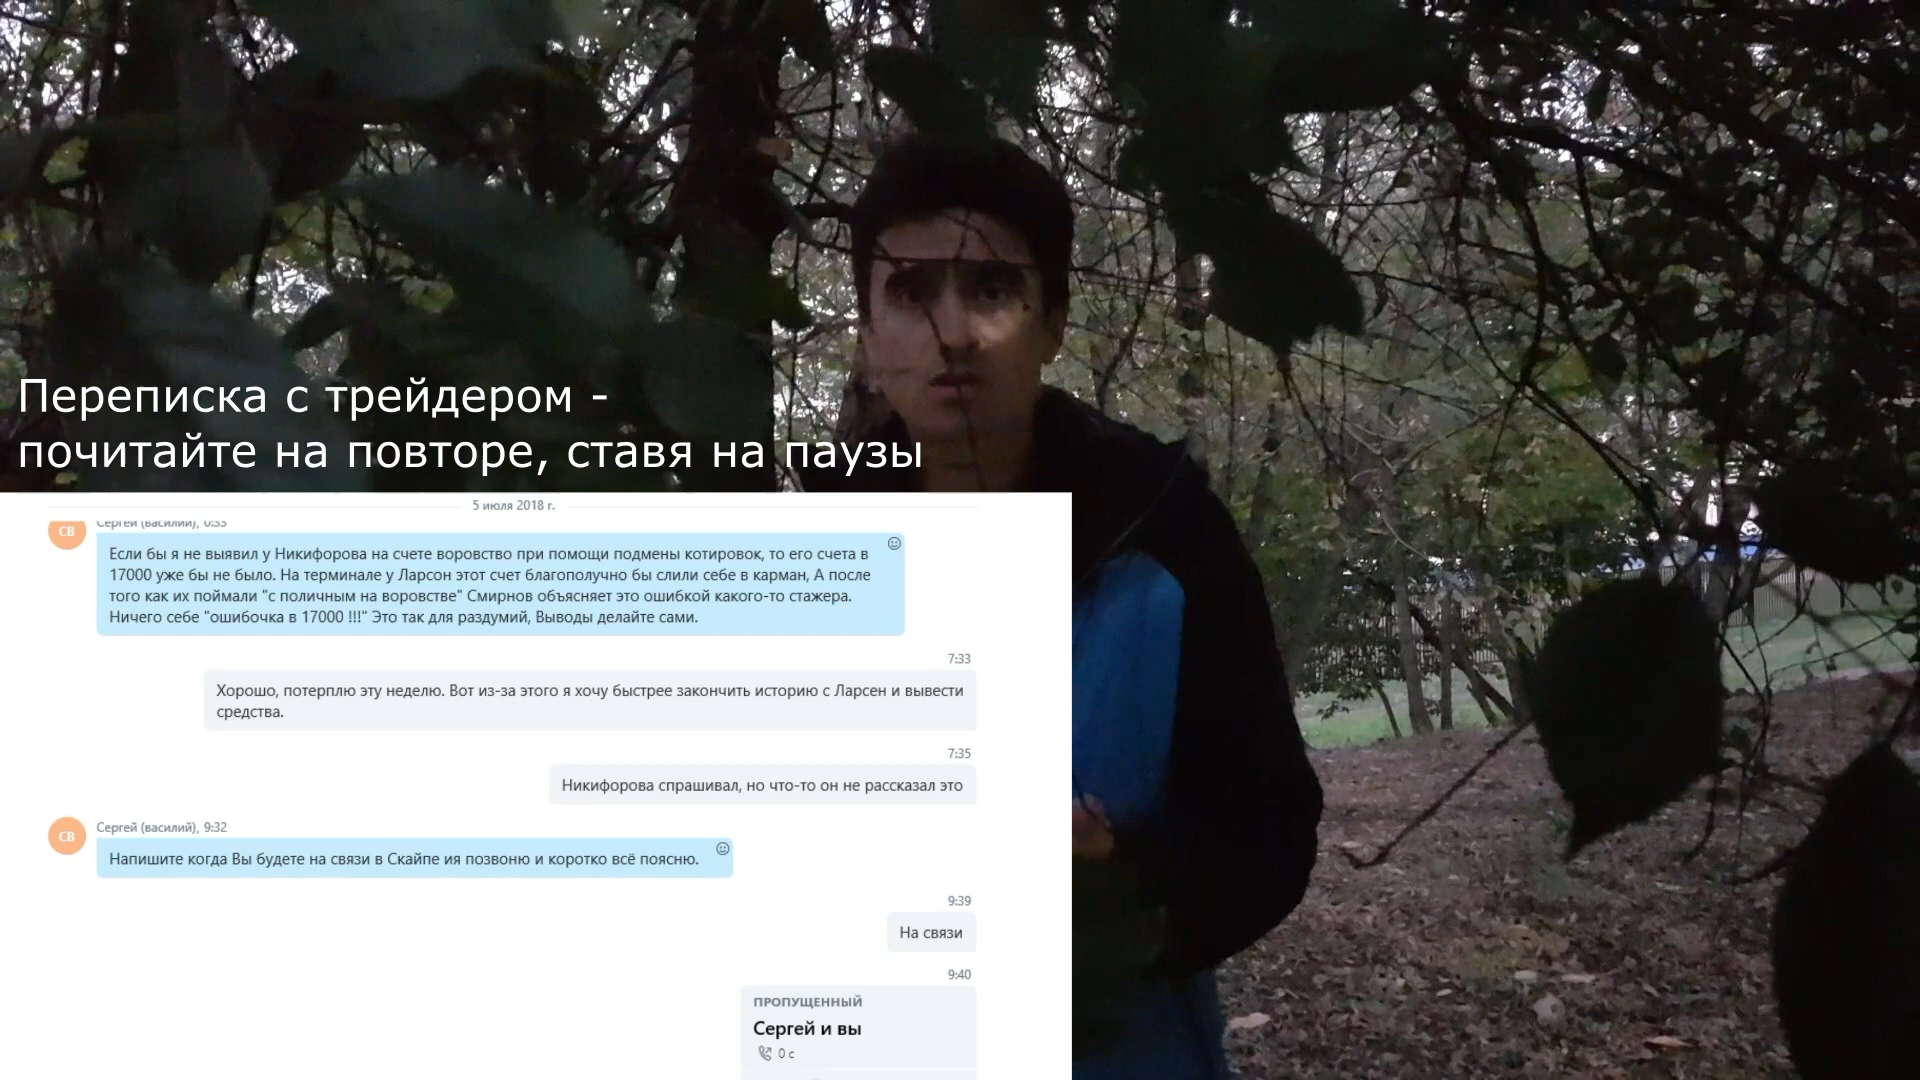 Переписка с трейдером -
почитайте на повторе, ставя на паузы
5 июля 2018 г.
СВ
Сергей (василий), 0:33
Если бы я не выявил у Никифорова на счете воровство при помощи подмены котировок, то его счета в
17000 уже бы не было. На терминале у Ларсон этот счет благополучно бы слили себе в карман, А после
того как их поймали "с поличным на воровстве" Смирнов объясняет это ошибкой какого-то стажера.
Ничего себе "ошибочка в 17000 !!!" Это так для раздумий, Выводы делайте сами.
7:33
Хорошо, потерплю эту неделю. Вот из-за этого я хочу быстрее закончить историю с Ларсен и вывести
средства.
7:35
Никифорова спрашивал, но что-то он не рассказал это
СВ
Сергей (василий), 9:32
Напишите когда Вы будете на связи в Скайпе ия позвоню и коротко всё поясню.
9:39
На связи
9:40
ПРОПУЩЕННЫЙ
Сергей и вы
0 с